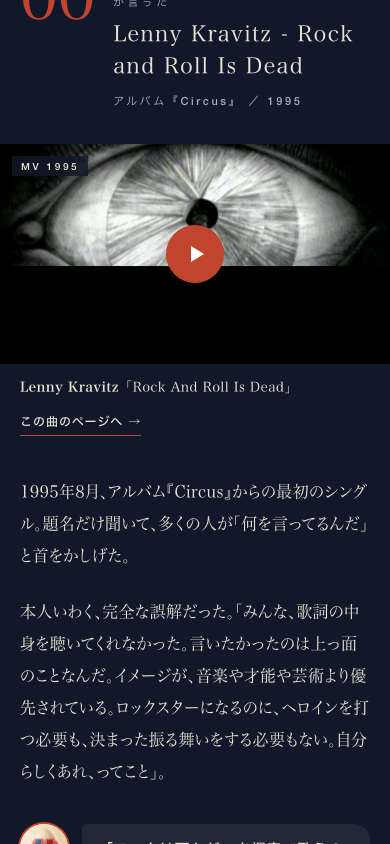 が言った
Lenny Kravitz - Rock
and Roll Is Dead
アルバム『Circus』 ／ 1995
MV 1995
Lenny Kravitz「Rock And Roll Is Dead」
この曲のページへ →
1995年8月、アルバム『Circus』からの最初のシング
ル。題名だけ聞いて、多くの人が「何を言ってるんだ」
と首をかしげた。
本人いわく、完全な誤解だった。「みんな、歌詞の中
身を聴いてくれなかった。言いたかったのは上っ面
のことなんだ。イメージが、音楽や才能や芸術より優
先されている。ロックスターになるのに、ヘロインを打
つ必要も、決まった振る舞いをする必要もない。自分
らしくあれ、ってこと」。